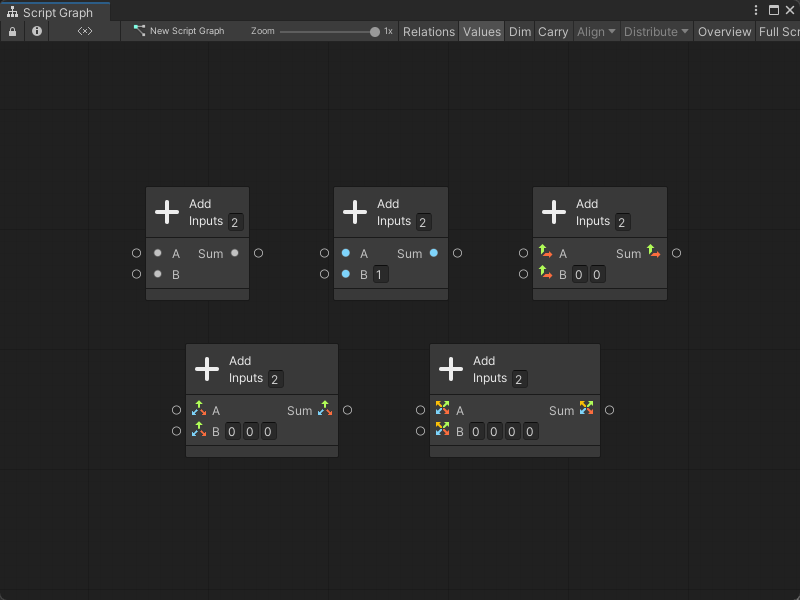 Script Graph
New Script Graph Zoom 1x Relations Values Dim Carry Align Distribute Overview Full Scr
Add
Inputs 2
A Sum
B
Add
Inputs 2
A Sum
B 1
Add
Inputs 2
A Sum
B 0 0
Add
Inputs 2
A Sum
B 0 0 0
Add
Inputs 2
A Sum
B 0 0 0 0